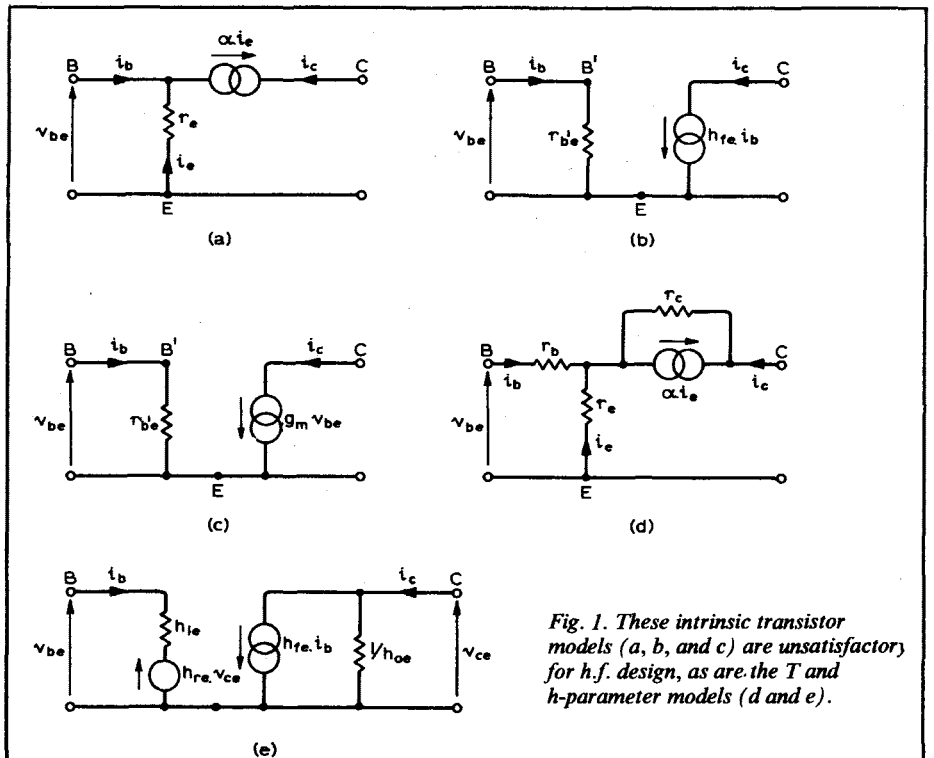 αi_e
B i_b i_c C
v_be r_e
i_e
E
(a)
B i_b B' i_c C
v_be r_b'e h_fe.i_b
E
(b)
B i_b B' i_c C
v_be r_b'e g_m v_be
E
(c)
r_c
B r_b C
i_b αi_e i_c
v_be r_e
i_e
E
(d)
B i_b i_c C
v_be h_ie h_fe.i_b 1/h_oe v_ce
h_re.v_ce
(e)
Fig. 1. These intrinsic transistor
models (a, b, and c) are unsatisfactory
for h.f. design, as are the T and
h-parameter models (d and e).